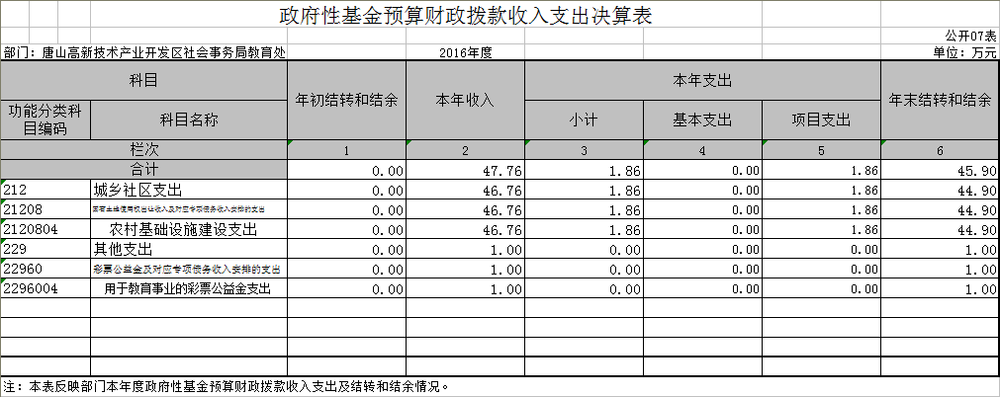 政府性基金预算财政拨款收入支出决算表
公开07表
部门：唐山高新技术产业开发区社会事务局教育处 2016年度 单位：万元
科目 年初结转和结余 本年收入 本年支出 年末结转和结余
功能分类科目编码 科目名称 小计 基本支出 项目支出
栏次 1 2 3 4 5 6
合计 0.00 47.76 1.86 0.00 1.86 45.90
212 城乡社区支出 0.00 46.76 1.86 0.00 1.86 44.90
21208 国有土地使用权出让收入及对应专项债务收入安排的支出 0.00 46.76 1.86 0.00 1.86 44.90
2120804 农村基础设施建设支出 0.00 46.76 1.86 0.00 1.86 44.90
229 其他支出 0.00 1.00 0.00 0.00 0.00 1.00
22960 彩票公益金及对应专项债务收入安排的支出 0.00 1.00 0.00 0.00 0.00 1.00
2296004 用于教育事业的彩票公益金支出 0.00 1.00 0.00 0.00 0.00 1.00
注：本表反映部门本年度政府性基金预算财政拨款收入支出及结转和结余情况。